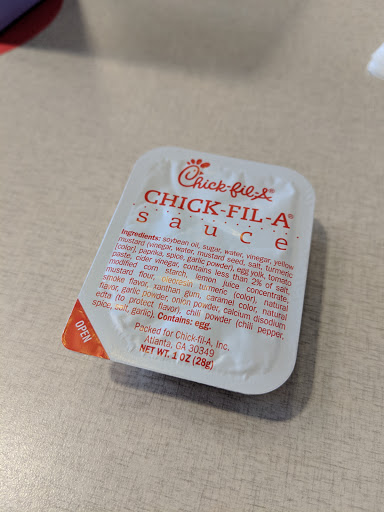 Chick-fil-A®
CHICK-FIL-A®
sauce
Ingredients: soybean oil, sugar, water, vinegar, yellow
mustard (vinegar, water, mustard seed, salt, turmeric
[color], paprika, spice, garlic powder), egg yolk, tomato
paste, cider vinegar, contains less than 2% of salt,
modified corn starch, lemon juice concentrate,
mustard flour, oleoresin turmeric (color), natural
smoke flavor, xanthan gum, caramel color, natural
flavor, garlic powder, onion powder, calcium disodium
edta (to protect flavor), chili powder (chili pepper,
spice, salt, garlic). Contains: egg.
Packed for Chick-fil-A, Inc.
Atlanta, GA 30349
NET WT. 1 OZ (28g)
OPEN